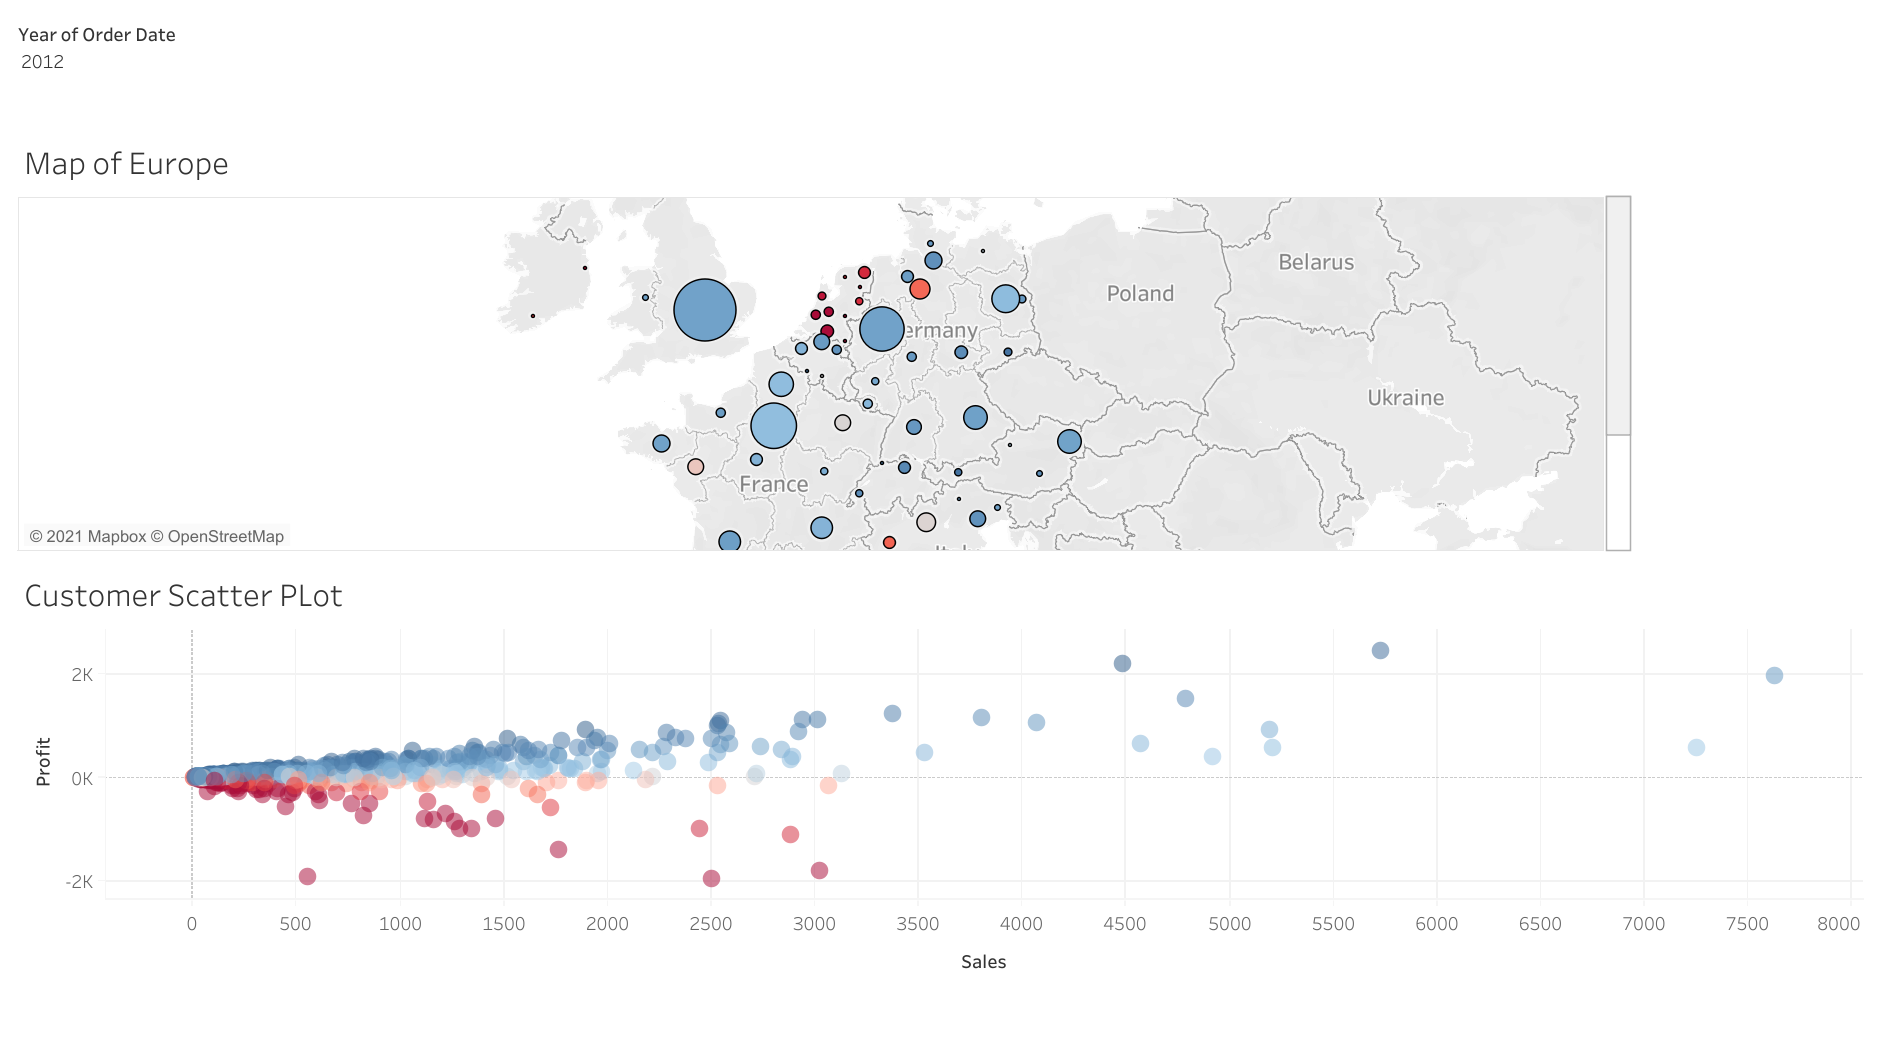 Year of Order Date
2012
Map of Europe
Belarus
Poland
ermany
Ukraine
France
© 2021 Mapbox © OpenStreetMap
Customer Scatter PLot
Profit
2K
0K
-2K
0 500 1000 1500 2000 2500 3000 3500 4000 4500 5000 5500 6000 6500 7000 7500 8000
Sales